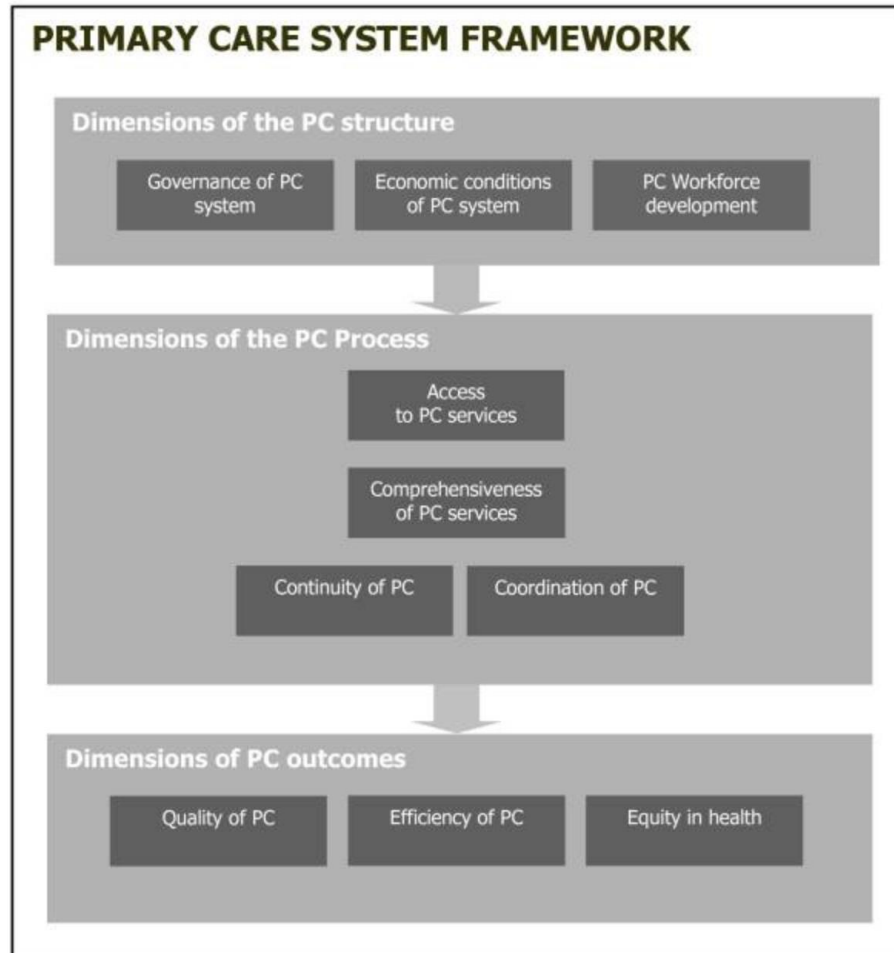 PRIMARY CARE SYSTEM FRAMEWORK
Dimensions of the PC structure
Governance of PC
system
Economic conditions
of PC system
PC Workforce
development
Dimensions of the PC Process
Access
to PC services
Comprehensiveness
of PC services
Continuity of PC
Coordination of PC
Dimensions of PC outcomes
Quality of PC
Efficiency of PC
Equity in health